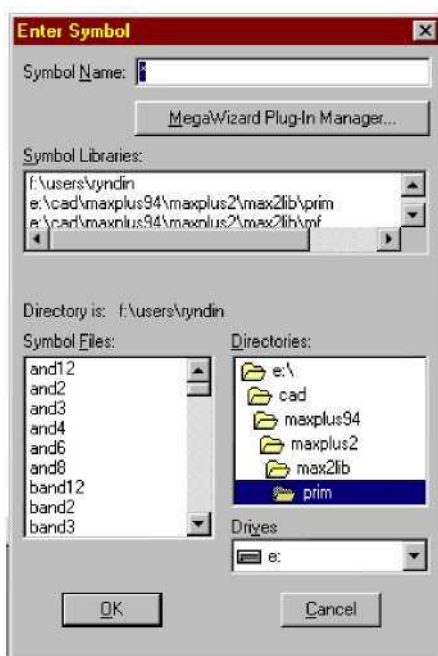 Enter Symbol
Symbol Name: *
MegaWizard Plug-In Manager...
Symbol Libraries:
f:\users\ryndin
e:\cad\maxplus94\maxplus2\max2lib\prim
e:\cad\maxplus94\maxplus2\max2lib\mf
Directory is: f:\users\ryndin
Symbol Files:
and12
and2
and3
and4
and6
and8
band12
band2
band3
Directories:
e:\
cad
maxplus94
maxplus2
max2lib
prim
Drives
e:
OK
Cancel